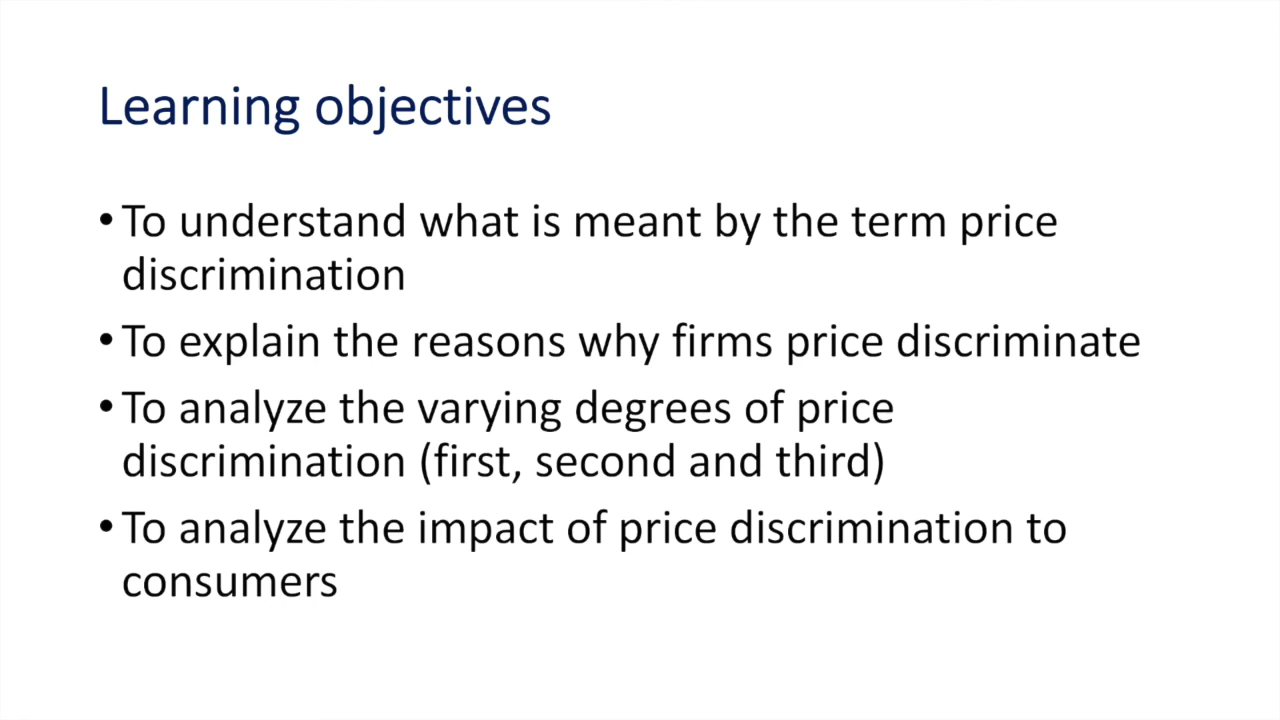 Learning objectives
• To understand what is meant by the term price
discrimination
• To explain the reasons why firms price discriminate
• To analyze the varying degrees of price
discrimination (first, second and third)
• To analyze the impact of price discrimination to
consumers